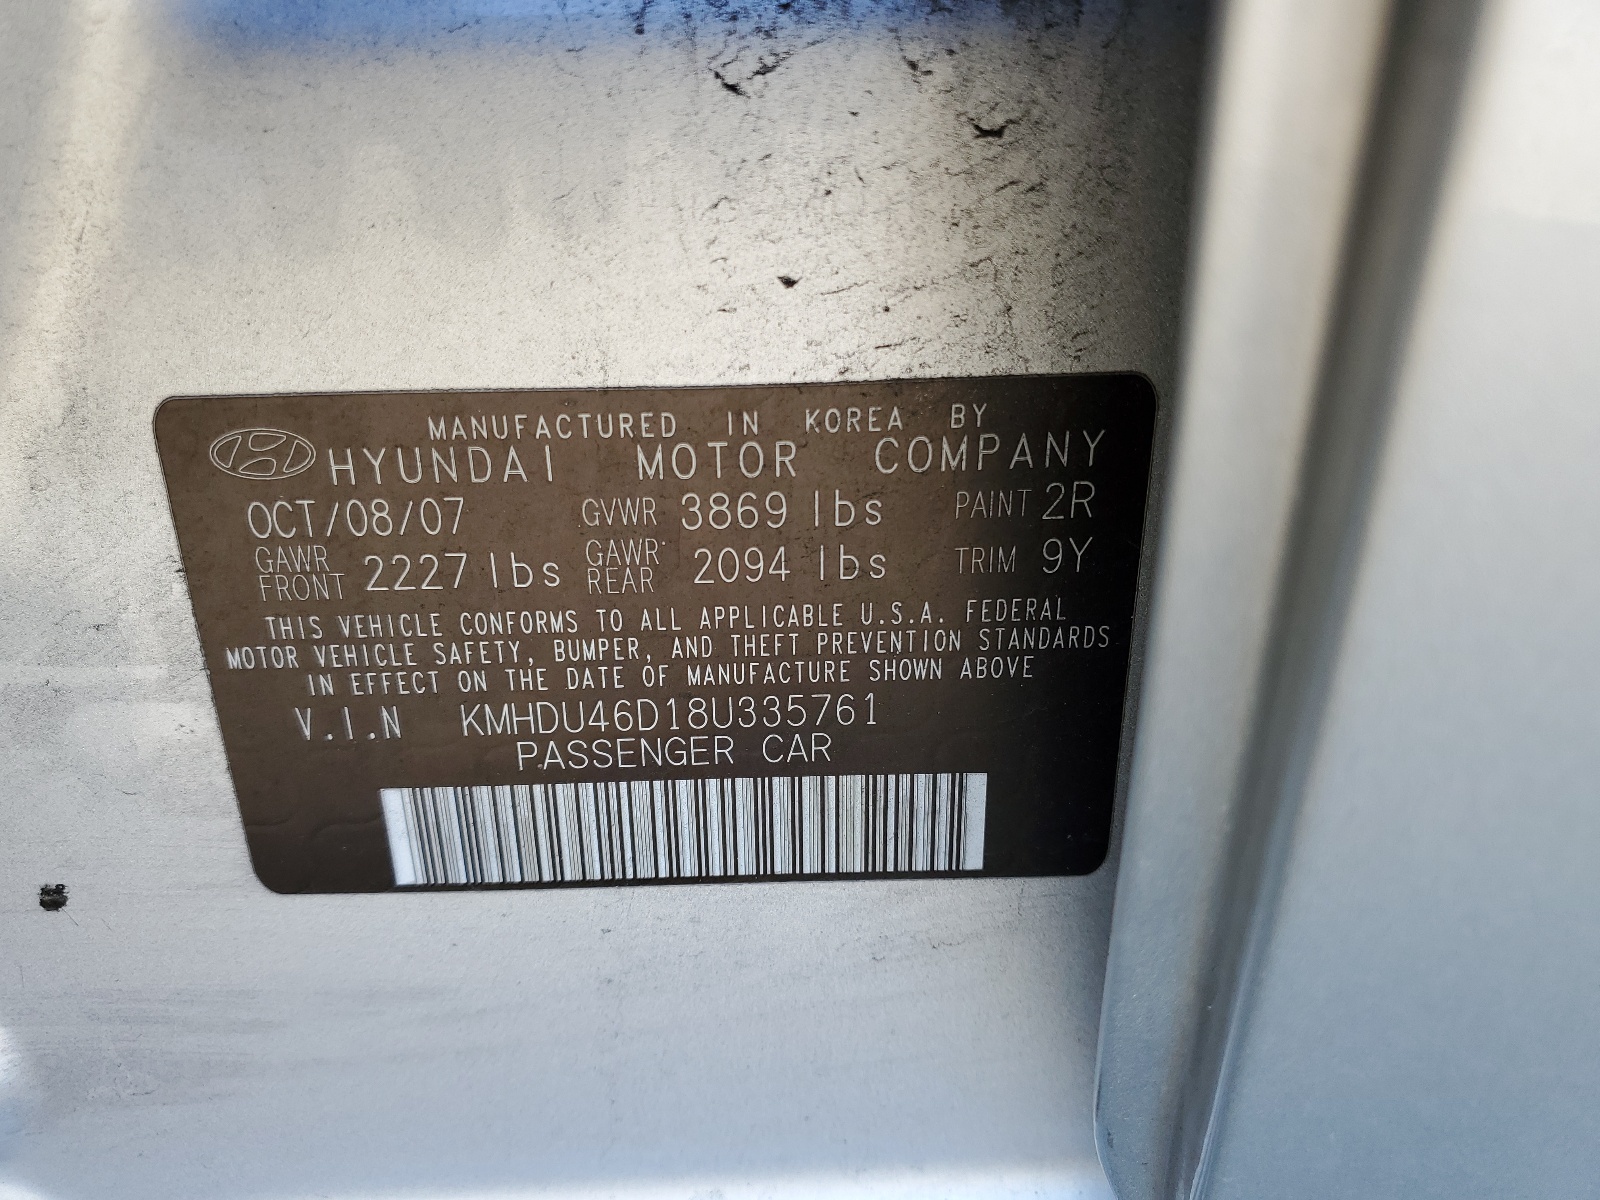 MANUFACTURED IN KOREA BY
HYUNDAI MOTOR COMPANY
OCT/08/07 GVWR 3869 lbs PAINT 2R
GAWR FRONT 2227 lbs GAWR REAR 2094 lbs TRIM 9Y
THIS VEHICLE CONFORMS TO ALL APPLICABLE U.S.A. FEDERAL
MOTOR VEHICLE SAFETY, BUMPER, AND THEFT PREVENTION STANDARDS
IN EFFECT ON THE DATE OF MANUFACTURE SHOWN ABOVE
V.I.N KMHDU46D18U335761
PASSENGER CAR